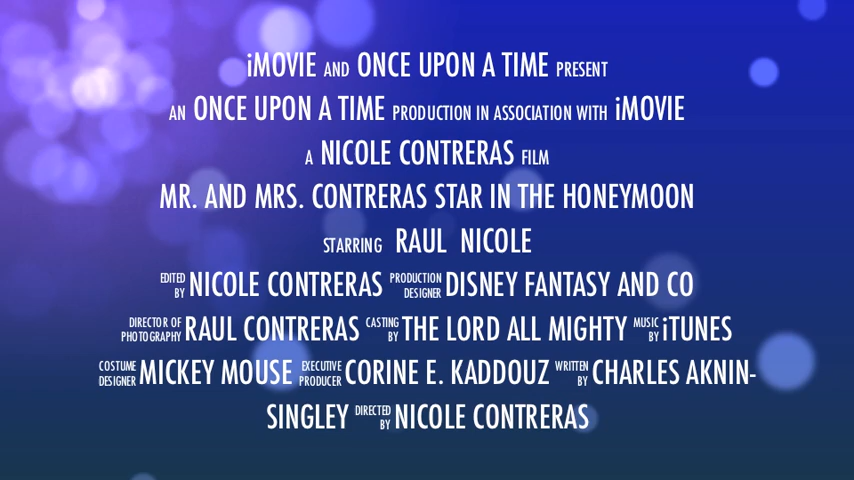 iMOVIE AND ONCE UPON A TIME PRESENT
AN ONCE UPON A TIME PRODUCTION IN ASSOCIATION WITH iMOVIE
A NICOLE CONTRERAS FILM
MR. AND MRS. CONTRERAS STAR IN THE HONEYMOON
STARRING RAUL NICOLE
EDITED BY NICOLE CONTRERAS PRODUCTION DESIGNER DISNEY FANTASY AND CO
DIRECTOR OF PHOTOGRAPHY RAUL CONTRERAS CASTING BY THE LORD ALL MIGHTY MUSIC BY iTUNES
COSTUME DESIGNER MICKEY MOUSE EXECUTIVE PRODUCER CORINE E. KADDOUZ WRITTEN BY CHARLES AKNIN-
SINGLEY DIRECTED BY NICOLE CONTRERAS